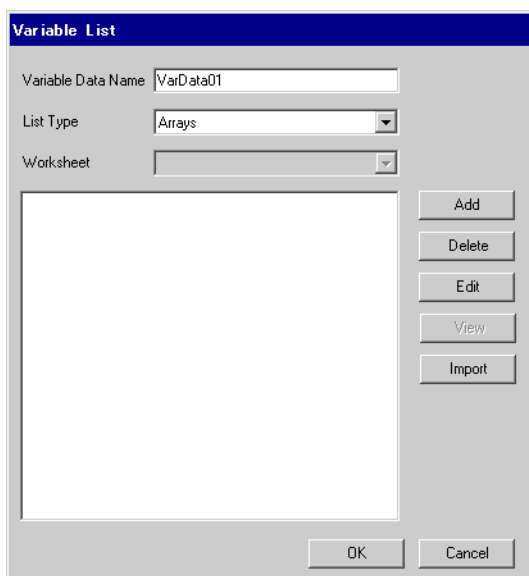 Variable List
Variable Data Name VarData01
List Type Arrays
Worksheet
Add
Delete
Edit
View
Import
OK Cancel